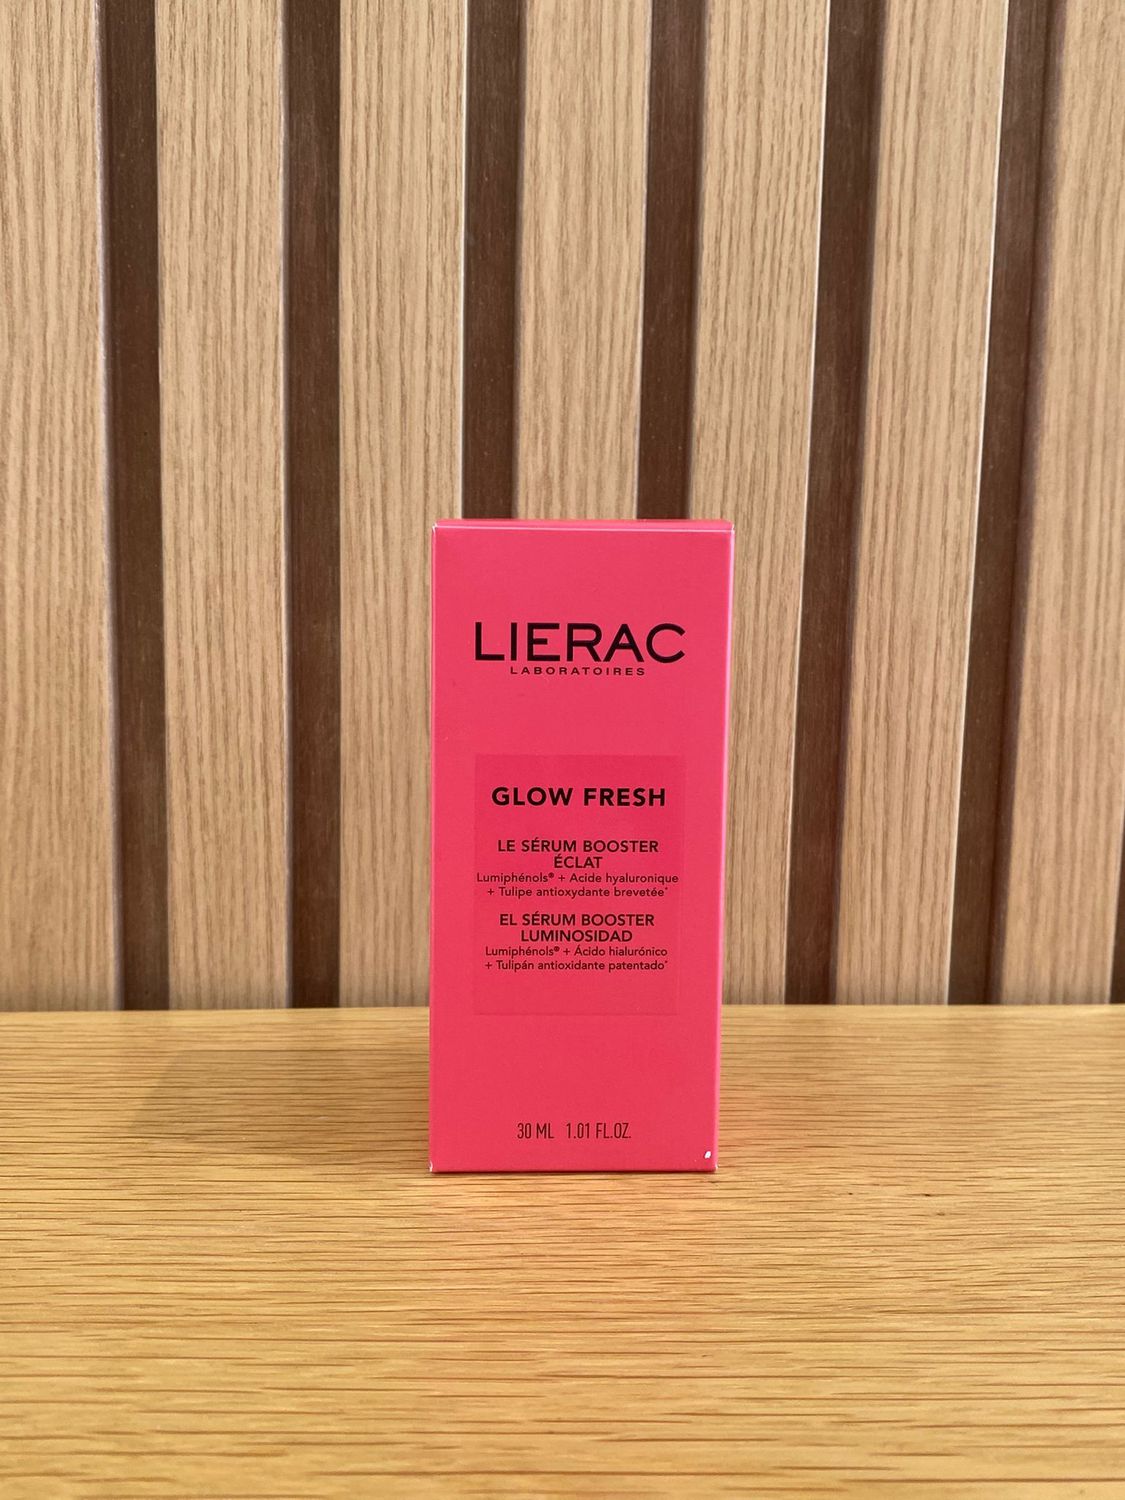 LIERAC
LABORATOIRES
GLOW FRESH
LE SÉRUM BOOSTER
ÉCLAT
Lumiphénols® + Acide hyaluronique
+ Tulipe antioxydante brevetée*
EL SÉRUM BOOSTER
LUMINOSIDAD
Lumiphénols® + Ácido hialurónico
+ Tulipán antioxidante patentado*
30 ML 1.01 FL.OZ.